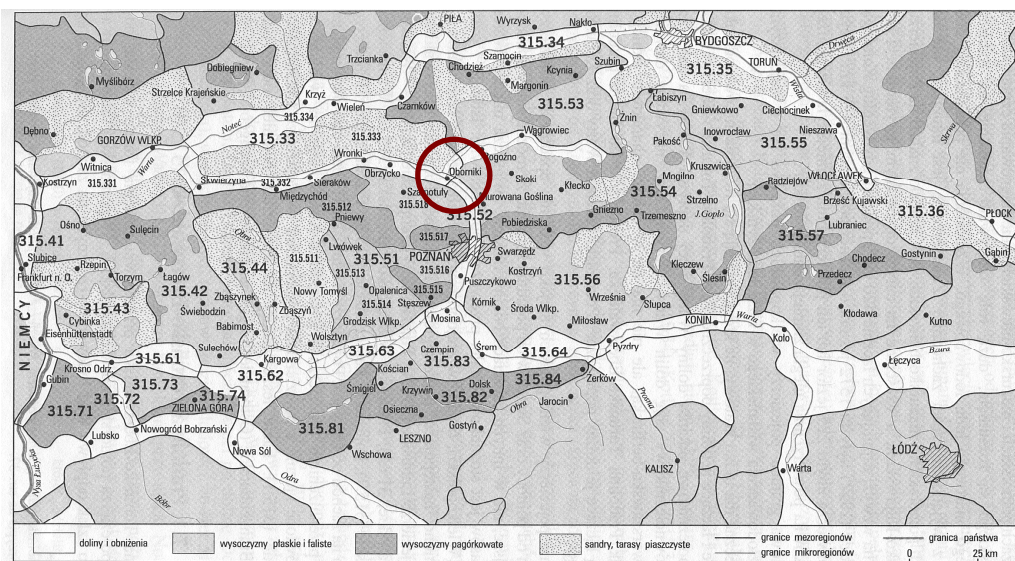 PIŁA
Wyrzysk
Nakło
315.34
BYDGOSZCZ
Drwęca
Trzcianka
Szamocin
Chodzież
Szubin
315.35
TORUŃ
Myślibórz
Dobiegniew
Margonin
Kcynia
Wisła
Strzelce Krajeńskie
Krzyż
Wieleń
Czarnków
315.53
Łabiszyn
Gniewkowo
Ciechocinek
315.334
Noteć
Żnin
Dębno
GORZÓW WLKP.
315.33
315.333
Wągrowiec
Pakość
Inowrocław
315.55
Nieszawa
Skrwa
Warta
Wronki
Rogoźno
Witnica
Obrzycko
Oborniki
Skoki
Mogilno
Kruszwica
Kostrzyn
315.331
Skwierzyna
315.332
Sieraków
Szamotuły
Kłecko
315.54
Radziejów
WŁOCŁAWEK
Międzychód
315.518
Murowana Goślina
Strzelno
Brześć Kujawski
315.512
315.52
Gniezno
Trzemeszno
J.Gopło
315.36
PŁOCK
Ośno
Sulęcin
Obra
Pniewy
Pobiedziska
Lubraniec
315.41
315.517
315.57
Słubice
Lwówek
315.51
POZNAŃ
Swarzędz
Chodecz
Gostynin
Gąbin
Rzepin
Łagów
315.44
315.511
315.516
Kleczew
Ślesin
Frankfurt n. O.
Torzym
315.513
Kostrzyń
315.56
Przedecz
315.42
Zbąszynek
Nowy Tomyśl
Opalenica
315.515
Puszczykowo
315.43
Świebodzin
Zbąszyń
315.514
Stęszew
Kórnik
Środa Wlkp.
Września
Słupca
Kłodawa
Cybinka
Babimost
Grodzisk Wlkp.
Mosina
Miłosław
KONIN
Warta
Kutno
Eisenhüttenstadt
Wolsztyn
Koło
NIEMCY
Sulechów
315.63
Czempin
Śrem
315.64
Pyzdry
315.61
Kargowa
315.83
Bzura
Krosno Odrz.
315.62
Kościan
Łęczyca
Gubin
315.73
Śmigiel
Dolsk
315.84
Żerków
315.72
315.74
Krzywin
315.82
Prosna
315.71
ZIELONA GÓRA
Osieczna
Obra
Jarocin
Nowogród Bobrzański
315.81
LESZNO
Gostyń
Lubsko
Nowa Sól
Wschowa
ŁÓDŹ
Nysa Łużycka
Odra
KALISZ
Warta
Bóbr
doliny i obniżenia
wysoczyzny płaskie i faliste
wysoczyzny pagórkowate
sandry, tarasy piaszczyste
granice mezoregionów
granice mikroregionów
granica państwa
0 25 km